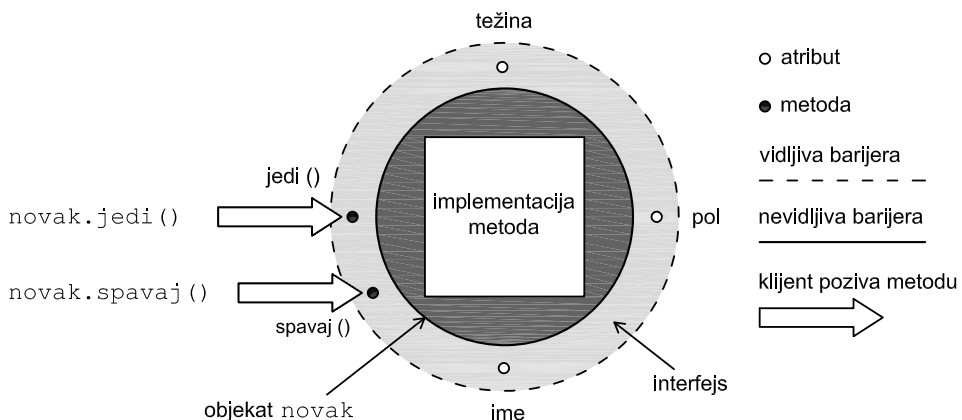 težina
atribut
metoda
vidljiva barijera
jedi ()
novak.jedi()
implementacija
metoda
pol
nevidljiva barijera
novak.spavaj()
klijent poziva metodu
spavaj ()
interfejs
objekat novak
ime